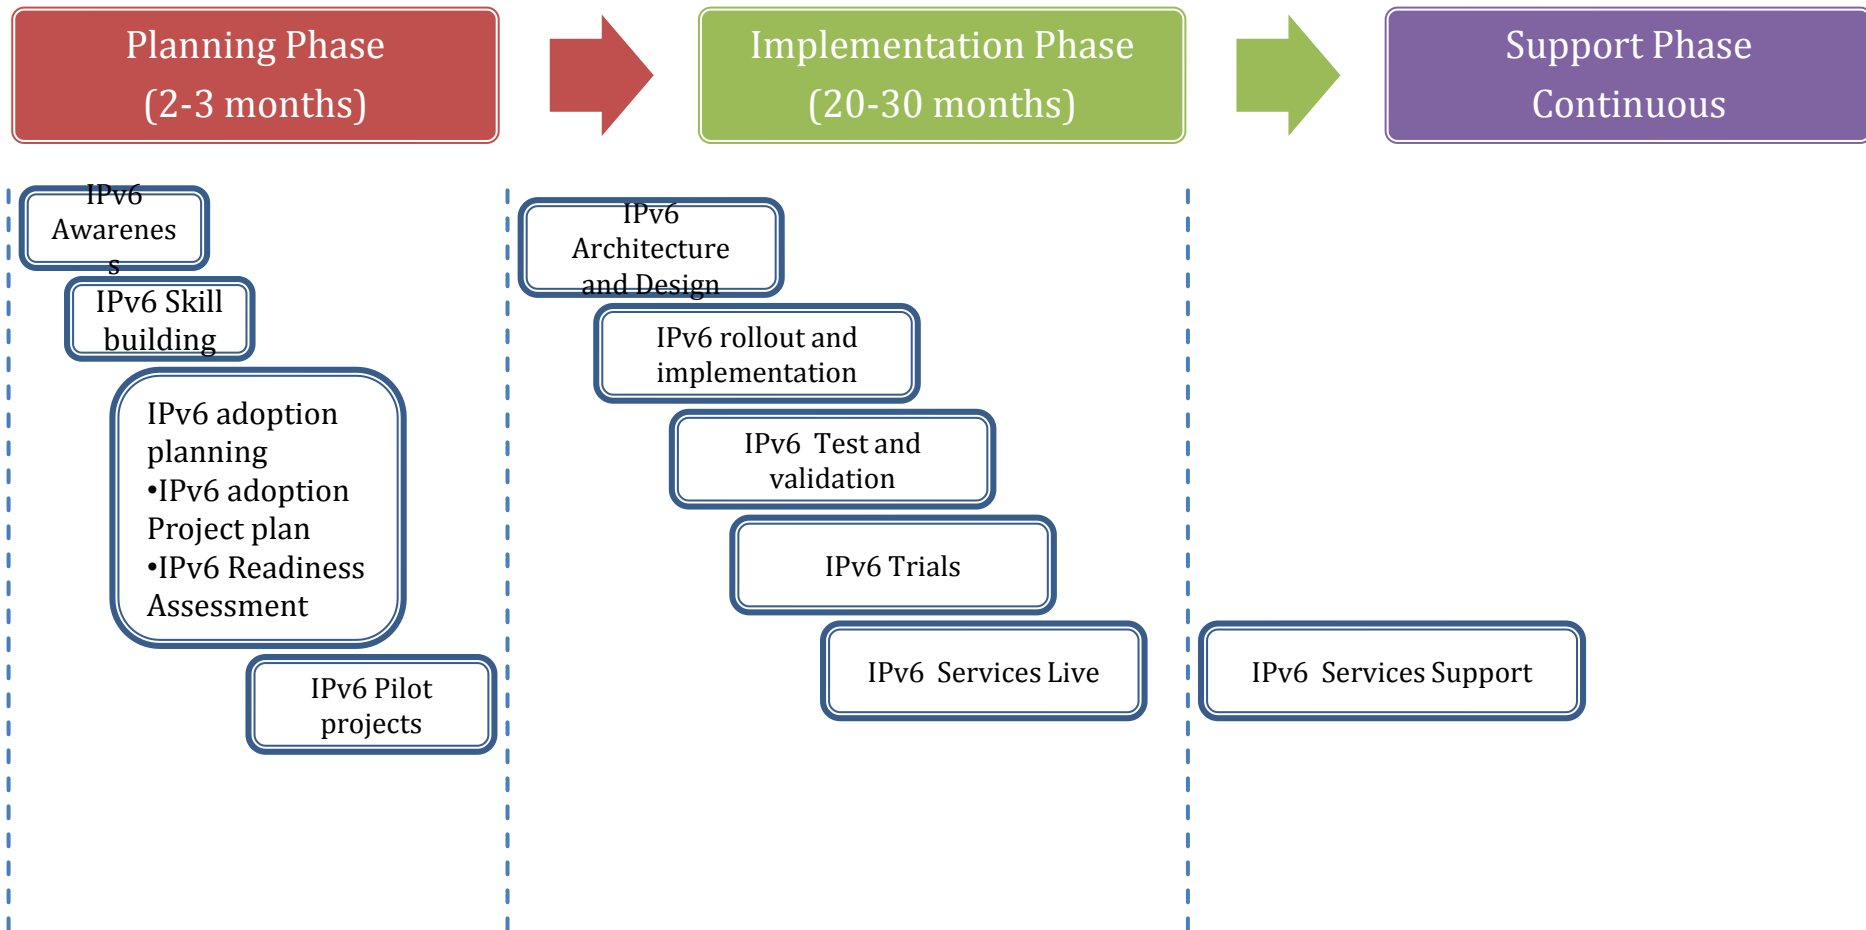 Planning Phase
(2-3 months)
Implementation Phase
(20-30 months)
Support Phase
Continuous
IPv6
Awarenes
s
IPv6 Skill
building
IPv6 adoption
planning
•IPv6 adoption
Project plan
•IPv6 Readiness
Assessment
IPv6 Pilot
projects
IPv6
Architecture
and Design
IPv6 rollout and
implementation
IPv6  Test and
validation
IPv6 Trials
IPv6  Services Live
IPv6  Services Support